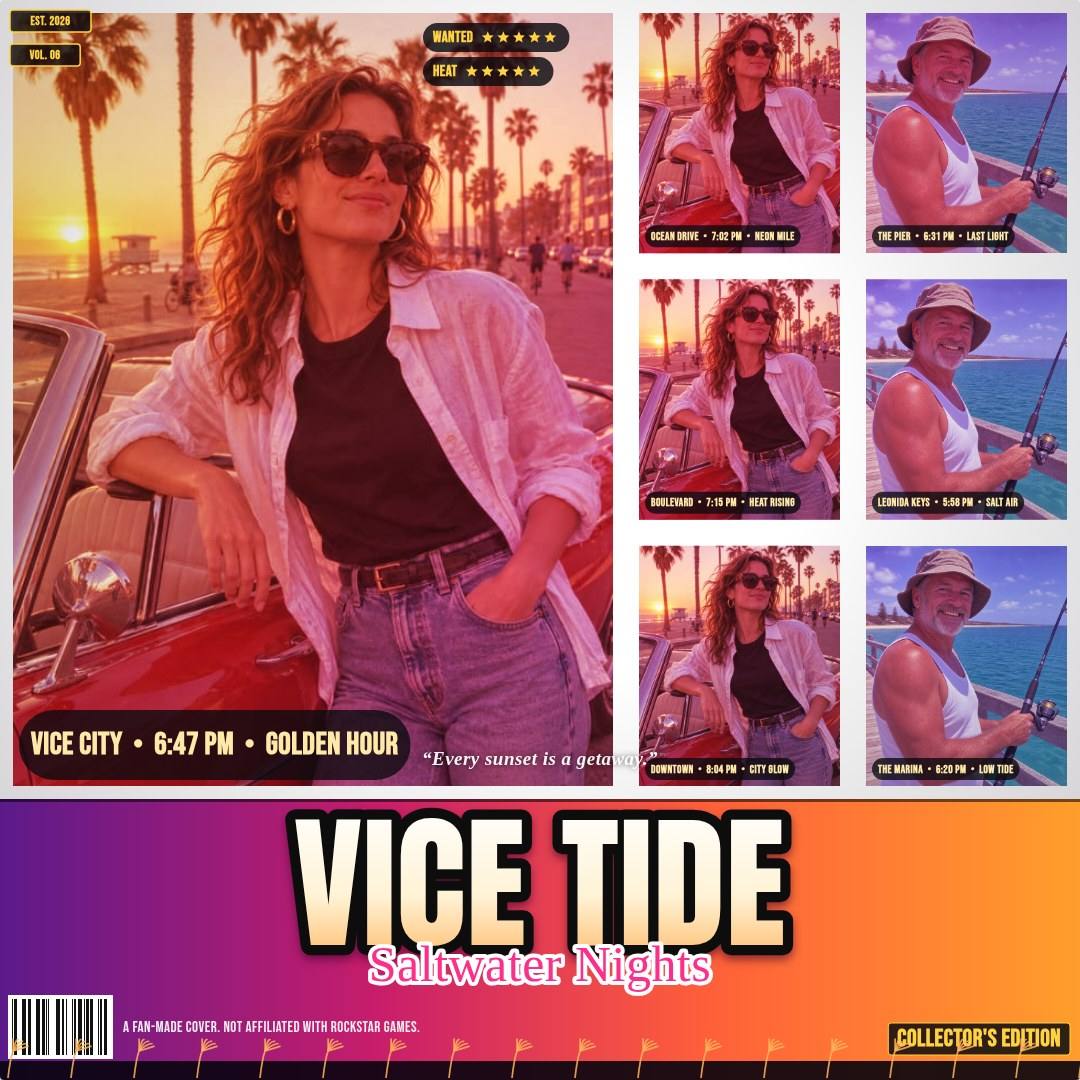 EST. 2026
VOL. 06
WANTED ★★★★★
HEAT ★★★★★
OCEAN DRIVE • 7:02 PM • NEON MILE
THE PIER • 6:31 PM • LAST LIGHT
BOULEVARD • 7:15 PM • HEAT RISING
LEONIDA KEYS • 5:58 PM • SALT AIR
VICE CITY • 6:47 PM • GOLDEN HOUR
“Every sunset is a getaway.”
DOWNTOWN • 8:04 PM • CITY GLOW
THE MARINA • 6:20 PM • LOW TIDE
VICE TIDE
Saltwater Nights
A FAN-MADE COVER. NOT AFFILIATED WITH ROCKSTAR GAMES.
COLLECTOR'S EDITION